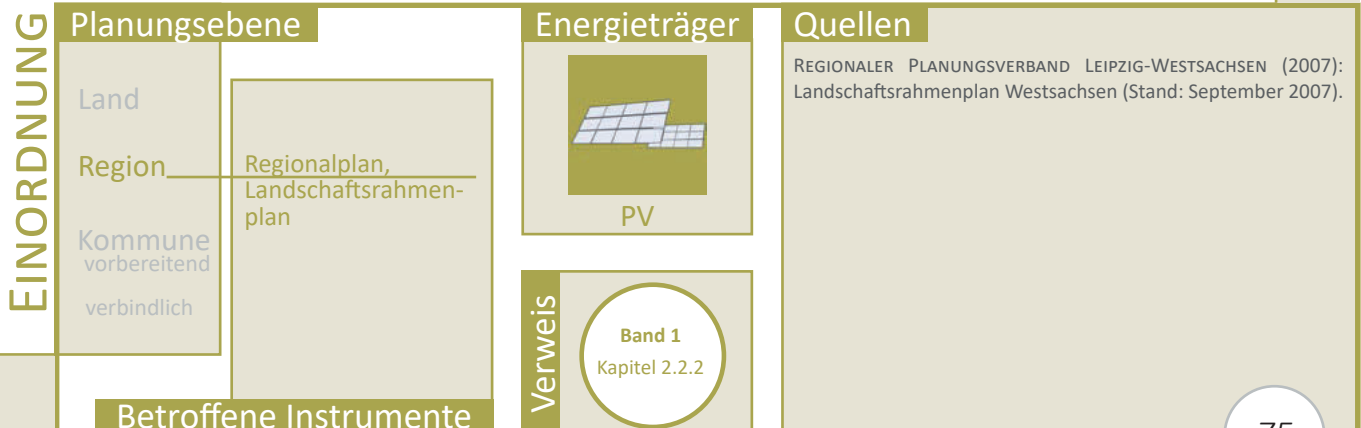 EINORDNUNG
Planungsebene
Land
Region
Kommune
vorbereitend
verbindlich
Regionalplan,
Landschaftsrahmen-
plan
Betroffene Instrumente
Energieträger
PV
Verweis
Band 1
Kapitel 2.2.2
Quellen
REGIONALER PLANUNGSVERBAND LEIPZIG-WESTSACHSEN (2007):
Landschaftsrahmenplan Westsachsen (Stand: September 2007).
75